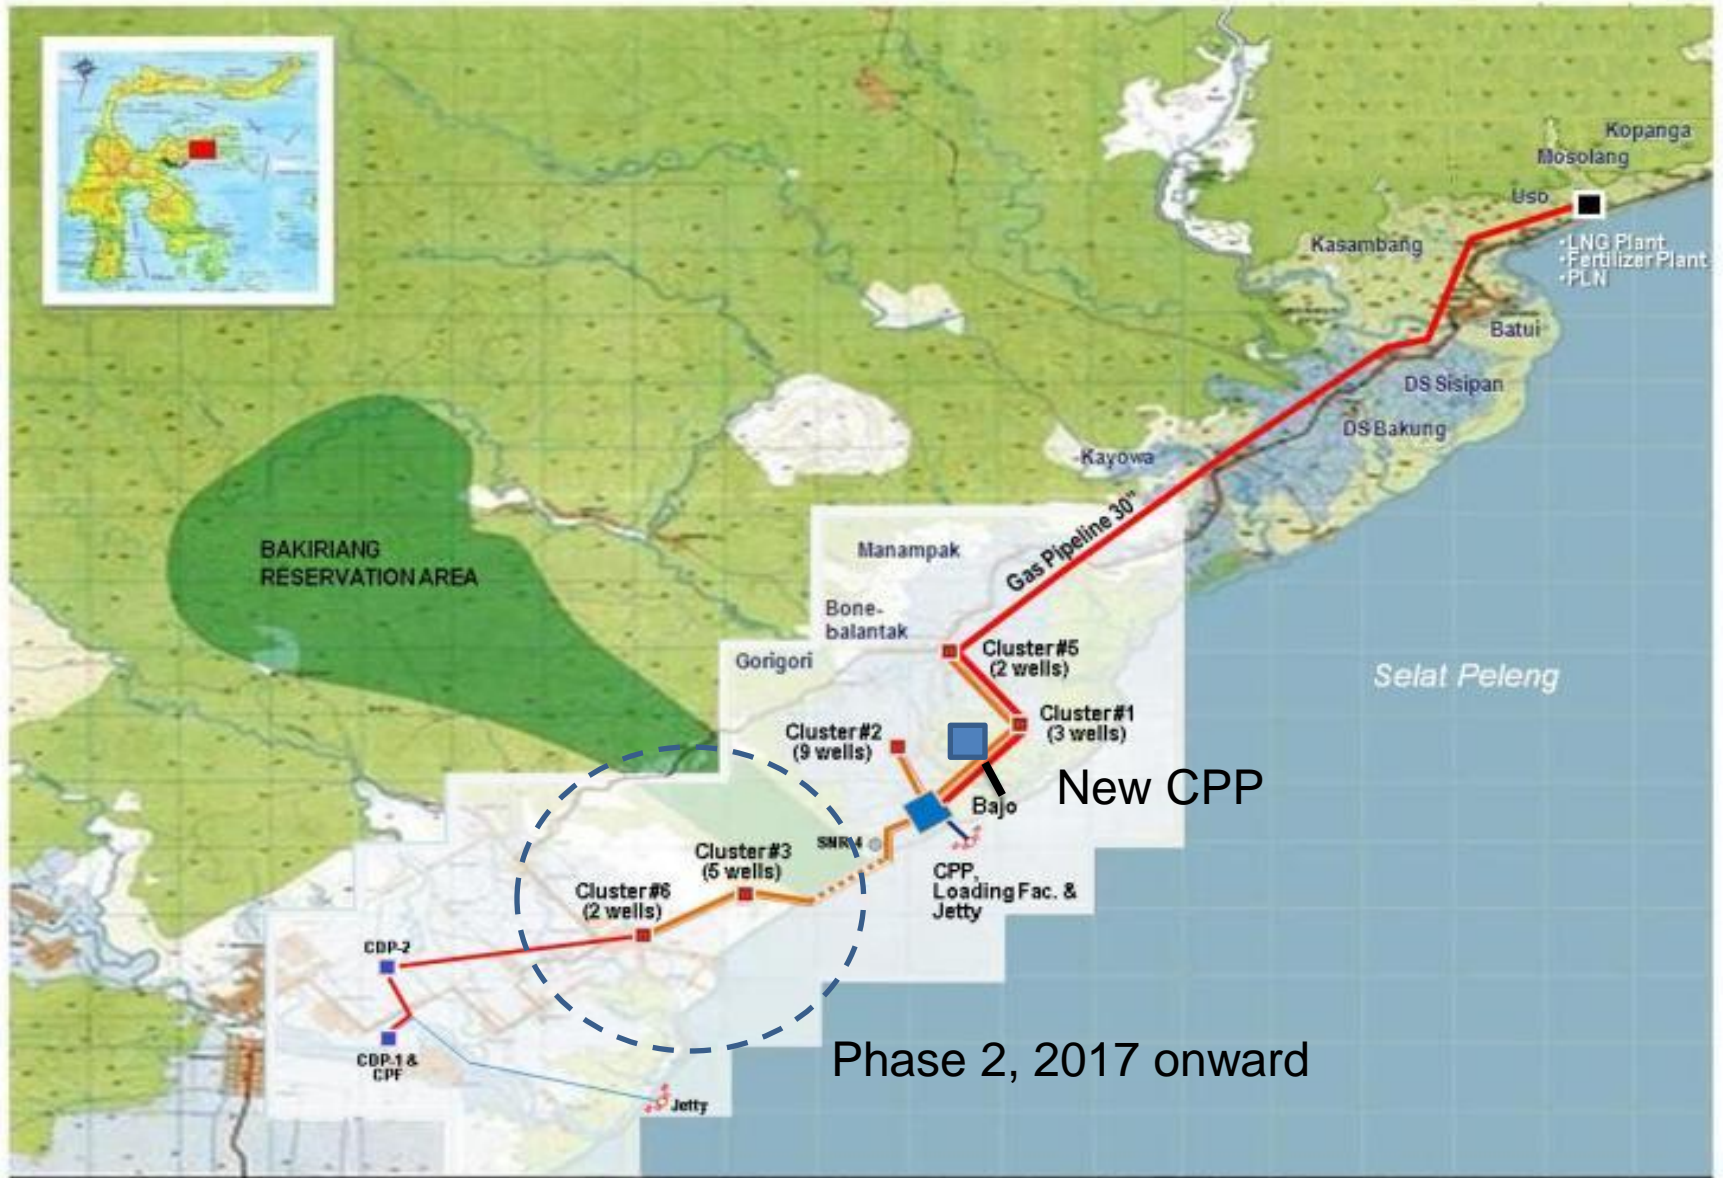 Kopanga
Mosolang
Uso
•LNG Plant
•Fertilizer Plant
•PLN
Kasambang
Batui
DS Sisipan
DS Bakung
Kayowa
Gas Pipeline 30"
BAKIRIANG
RESERVATION AREA
Manampak
Bone-
balantak
Gorigori
Cluster#5
(2 wells)
Selat Peleng
Cluster#1
(3 wells)
Cluster#2
(9 wells)
New CPP
Bajo
SNR-4
Cluster#3
(5 wells)
CPP,
Loading Fac. &
Jetty
Cluster#6
(2 wells)
CDP-2
CDP-1 &
CPF
Phase 2, 2017 onward
Jetty